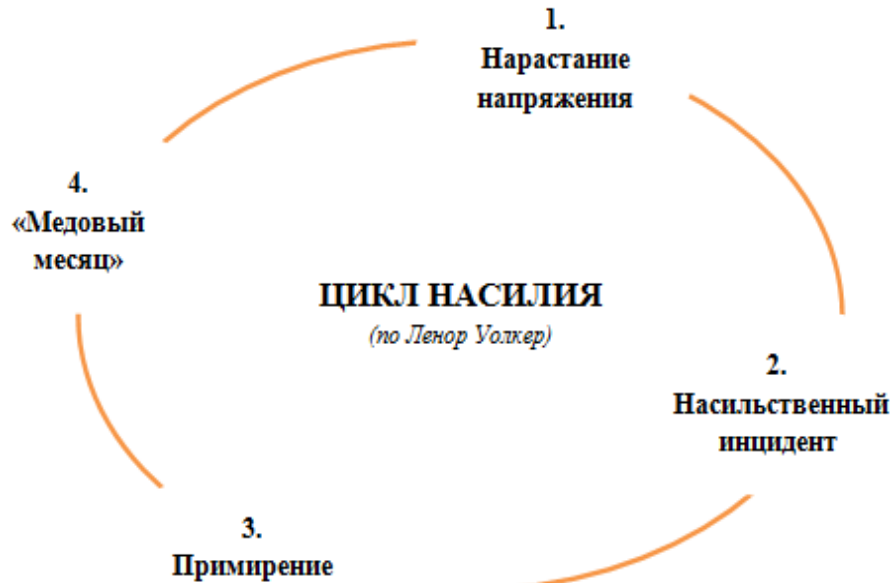 1.
Нарастание
напряжения
4.
«Медовый
месяц»
ЦИКЛ НАСИЛИЯ
(по Ленор Уолкер)
2.
Насильственный
инцидент
3.
Примирение